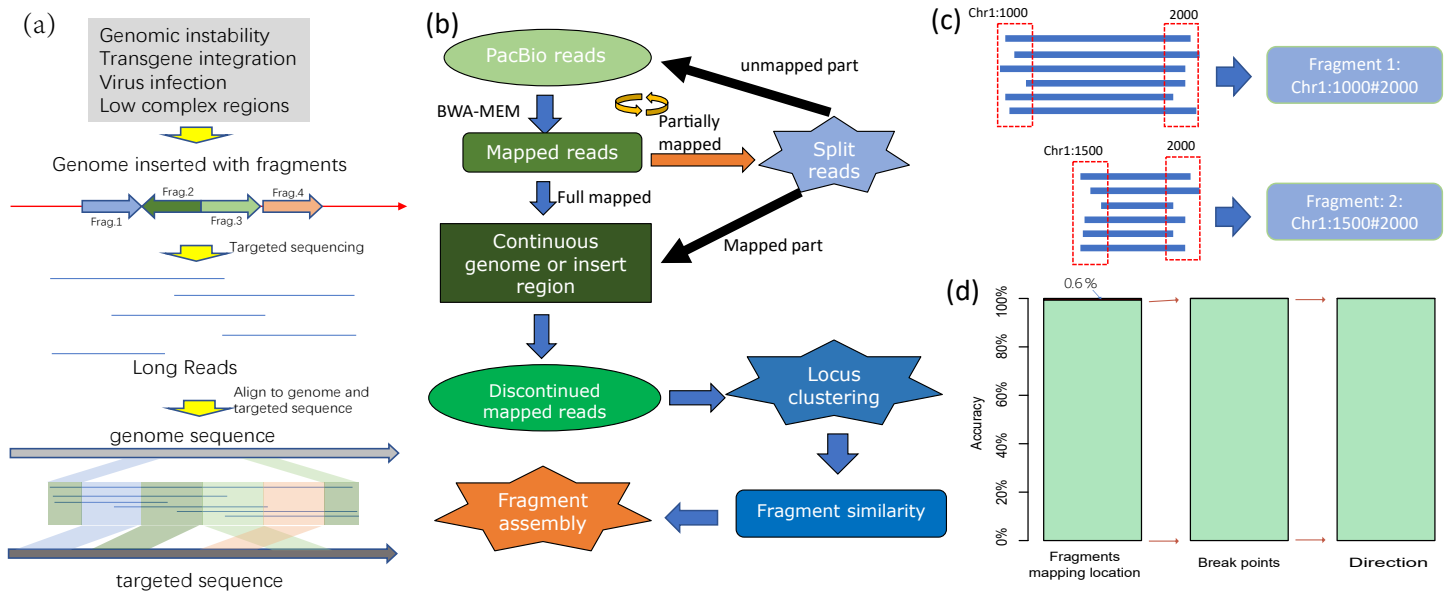 (a)
Genomic instability
Transgene integration
Virus infection
Low complex regions
Genome inserted with fragments
Frag.1
Frag.2
Frag.3
Frag.4
Targeted sequencing
Long Reads
Align to genome and
targeted sequence
genome sequence
targeted sequence
(b)
PacBio reads
unmapped part
BWA-MEM
Partially
mapped
Mapped reads
Split
reads
Full mapped
Mapped part
Continuous
genome or insert
region
Discontinued
mapped reads
Locus
clustering
Fragment similarity
Fragment
assembly
(c)
Chr1:1000
2000
Fragment 1:
Chr1:1000#2000
Chr1:1500
2000
Fragment: 2:
Chr1:1500#2000
(d)
0.6 %
Accuracy
100%
80%
60%
40%
20%
0%
Fragments
mapping location
Break points
Direction